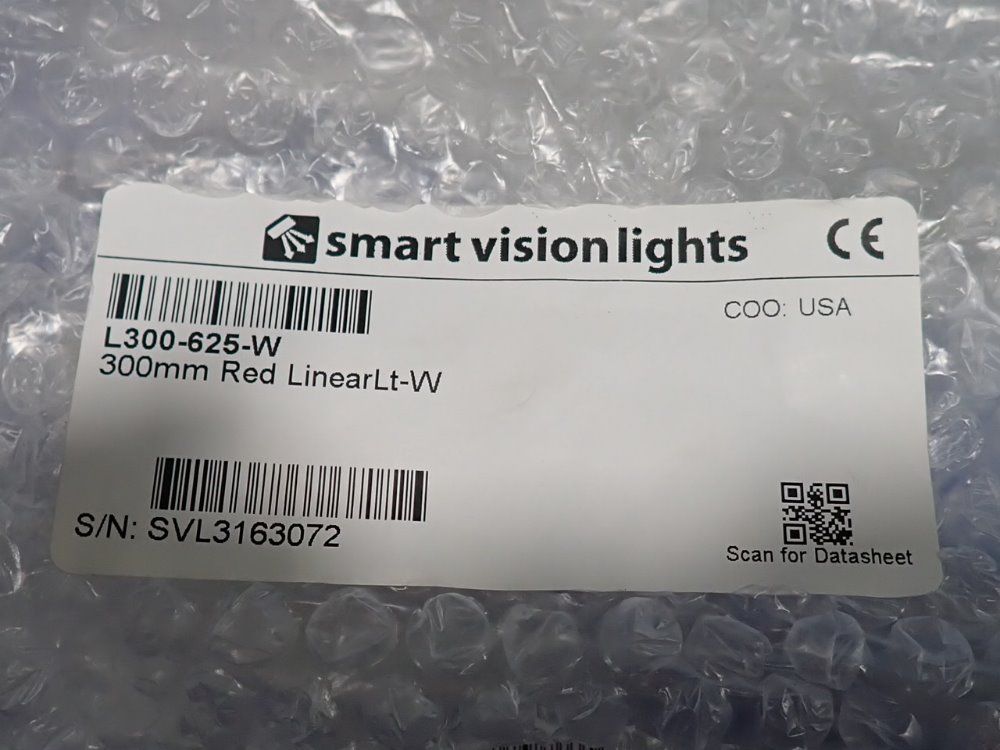 smart vision lights
CE
COO: USA
L300-625-W
300mm Red LinearLt-W
S/N: SVL3163072
Scan for Datasheet